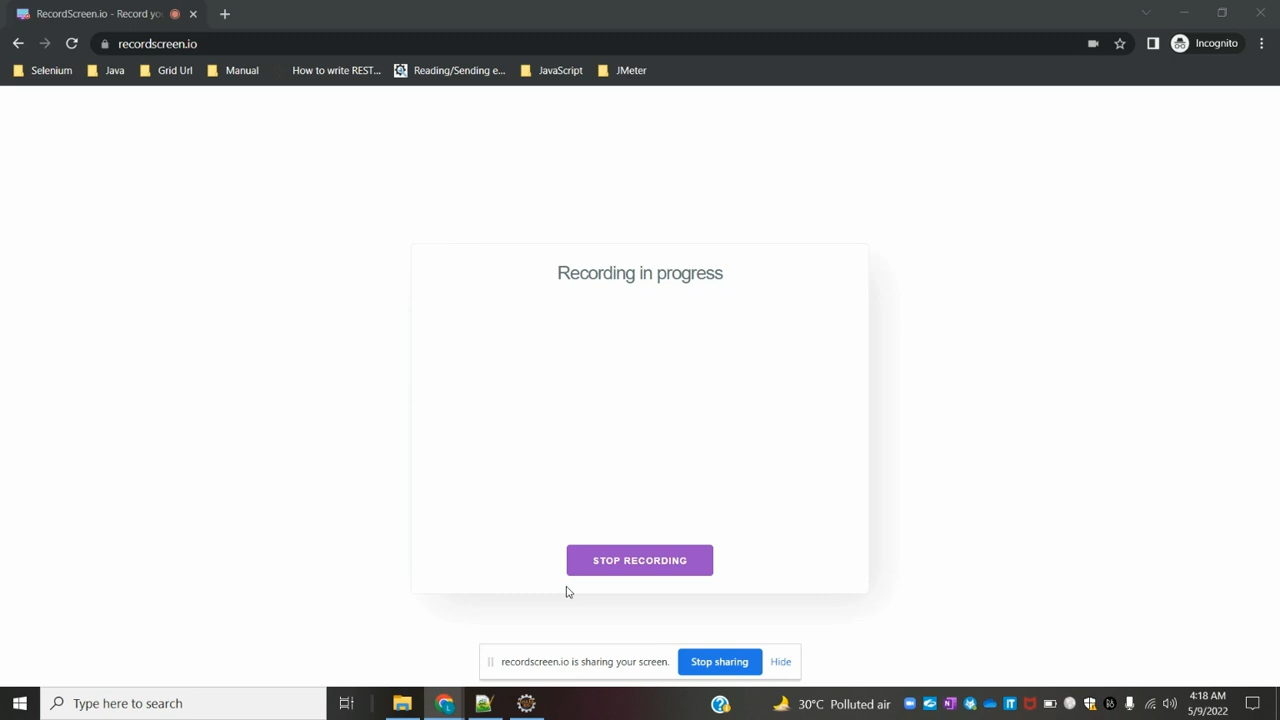 RecordScreen.io - Record you
recordscreen.io
Incognito
Selenium
Java
Grid Url
Manual
How to write REST...
Reading/Sending e...
JavaScript
JMeter
Recording in progress
STOP RECORDING
recordscreen.io is sharing your screen.
Stop sharing
Hide
Type here to search
30°C Polluted air
4:18 AM
5/9/2022